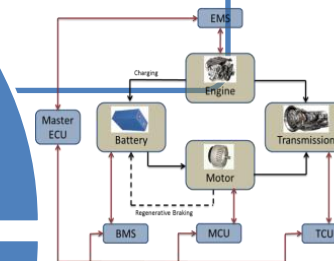 EMS
Charging
Engine
Master
ECU
Battery
Transmission
Motor
Regenerative Braking
BMS
MCU
TCU